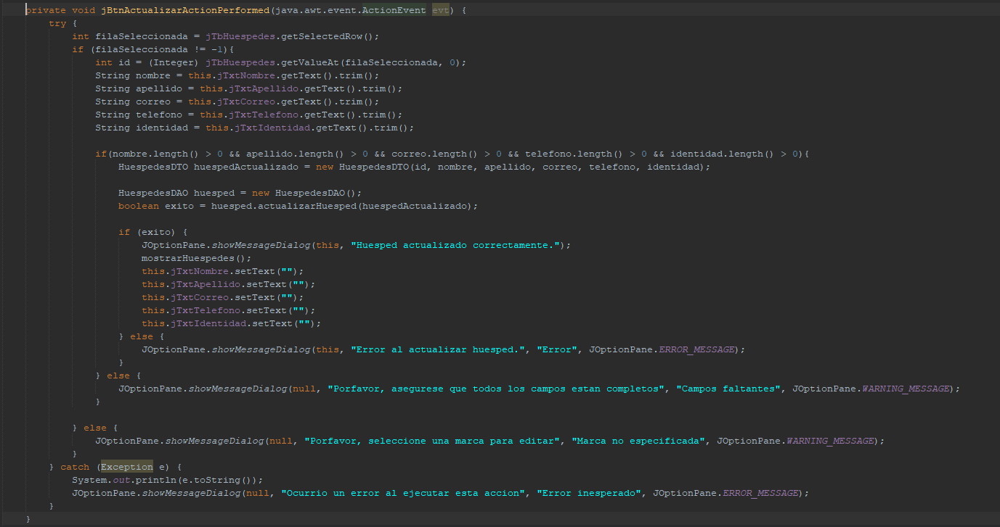 private void jBtnActualizarActionPerformed(java.awt.event.ActionEvent evt) {
try {
int filaSeleccionada = jTbHuespedes.getSelectedRow();
if (filaSeleccionada != -1){
int id = (Integer) jTbHuespedes.getValueAt(filaSeleccionada, 0);
String nombre = this.jTxtNombre.getText().trim();
String apellido = this.jTxtApellido.getText().trim();
String correo = this.jTxtCorreo.getText().trim();
String telefono = this.jTxtTelefono.getText().trim();
String identidad = this.jTxtIdentidad.getText().trim();
if(nombre.length() > 0 && apellido.length() > 0 && correo.length() > 0 && telefono.length() > 0 && identidad.length() > 0){
HuespedesDTO huespedActualizado = new HuespedesDTO(id, nombre, apellido, correo, telefono, identidad);
HuespedesDAO huesped = new HuespedesDAO();
boolean exito = huesped.actualizarHuesped(huespedActualizado);
if (exito) {
JOptionPane.showMessageDialog(this, "Huesped actualizado correctamente.");
mostrarHuespedes();
this.jTxtNombre.setText("");
this.jTxtApellido.setText("");
this.jTxtCorreo.setText("");
this.jTxtTelefono.setText("");
this.jTxtIdentidad.setText("");
} else {
JOptionPane.showMessageDialog(this, "Error al actualizar huesped.", "Error", JOptionPane.ERROR_MESSAGE);
}
} else {
JOptionPane.showMessageDialog(null, "Porfavor, asegurese que todos los campos estan completos", "Campos faltantes", JOptionPane.WARNING_MESSAGE);
}
} else {
JOptionPane.showMessageDialog(null, "Porfavor, seleccione una marca para editar", "Marca no especificada", JOptionPane.WARNING_MESSAGE);
}
} catch (Exception e) {
System.out.println(e.toString());
JOptionPane.showMessageDialog(null, "Ocurrio un error al ejecutar esta accion", "Error inesperado", JOptionPane.ERROR_MESSAGE);
}
}